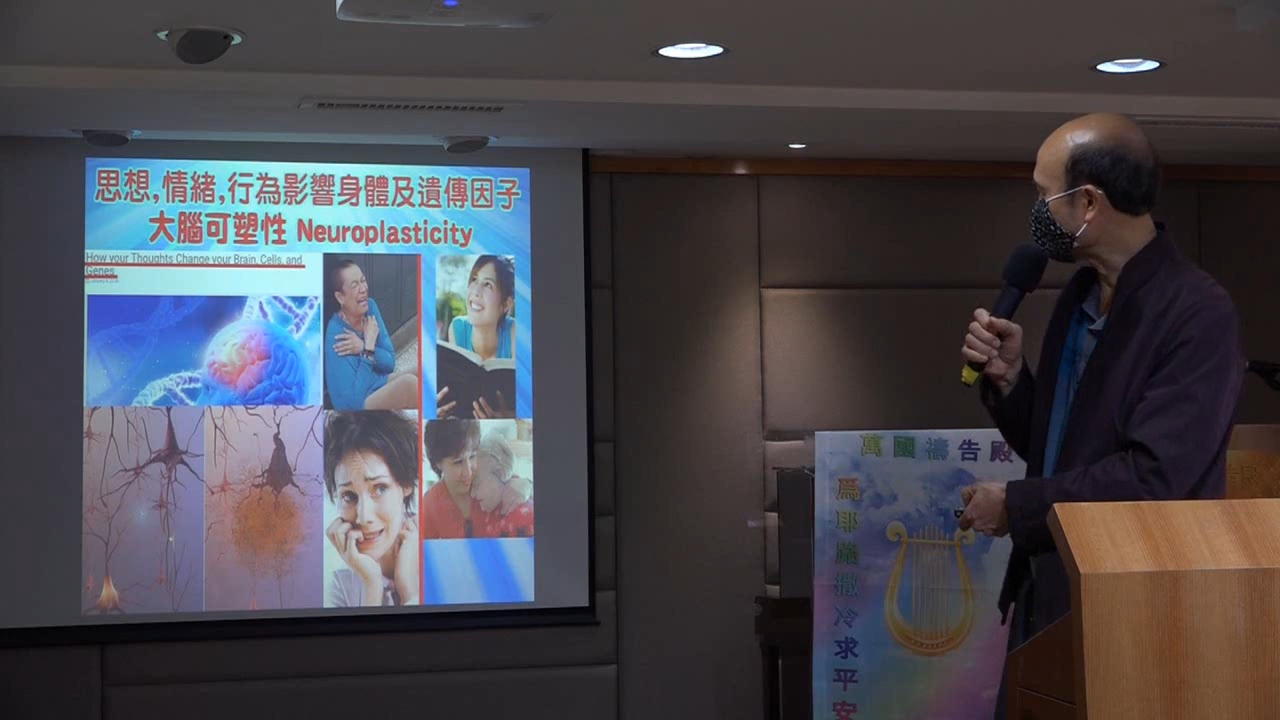 思想,情緒,行為影響身體及遺傳因子
大腦可塑性 Neuroplasticity
How your Thoughts Change your Brain, Cells, and
Genes
萬國禱告殿
為耶路撒冷求平安